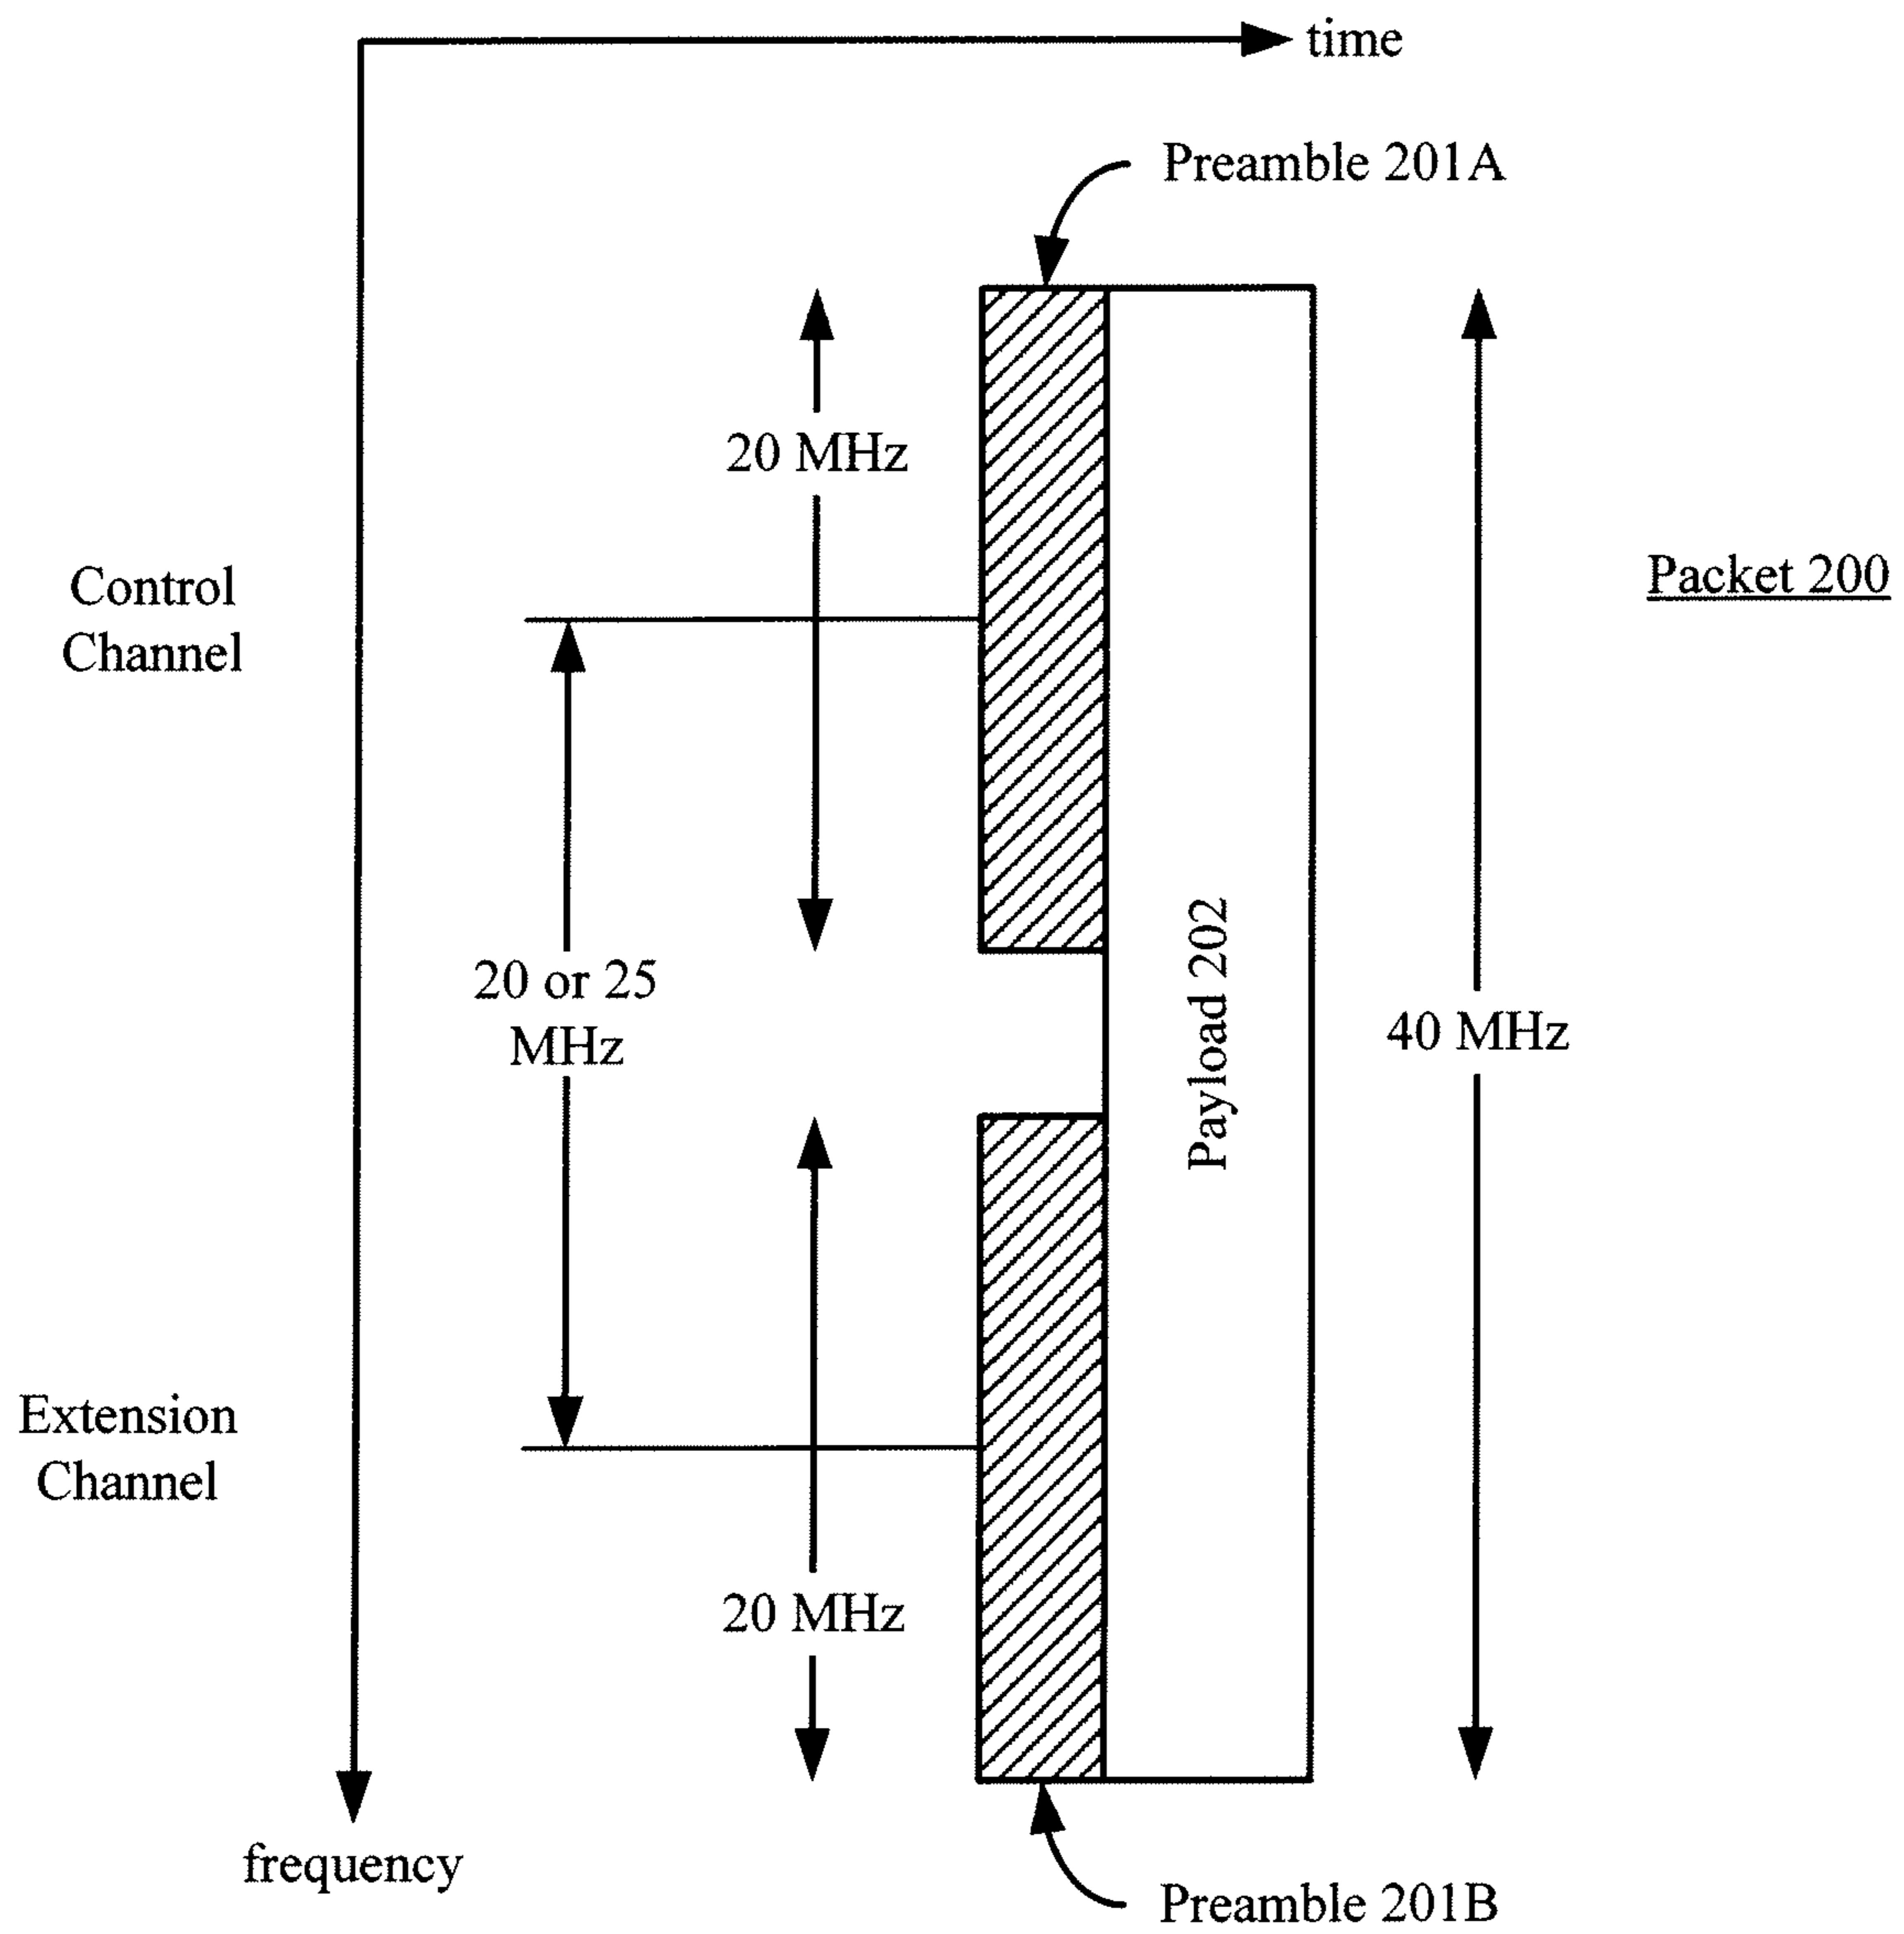 time
Preamble 201A
20 MHz
Control
Channel
Packet 200
20 or 25
MHz
Payload 202
40 MHz
Extension
Channel
20 MHz
frequency
Preamble 201B